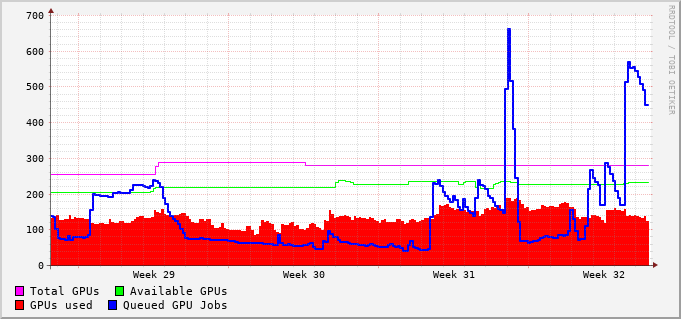 700
600
500
400
300
200
100
0
Week 29 Week 30 Week 31 Week 32
Total GPUs Available GPUs
GPUs used Queued GPU Jobs
RRDTOOL / TOBI OETIKER